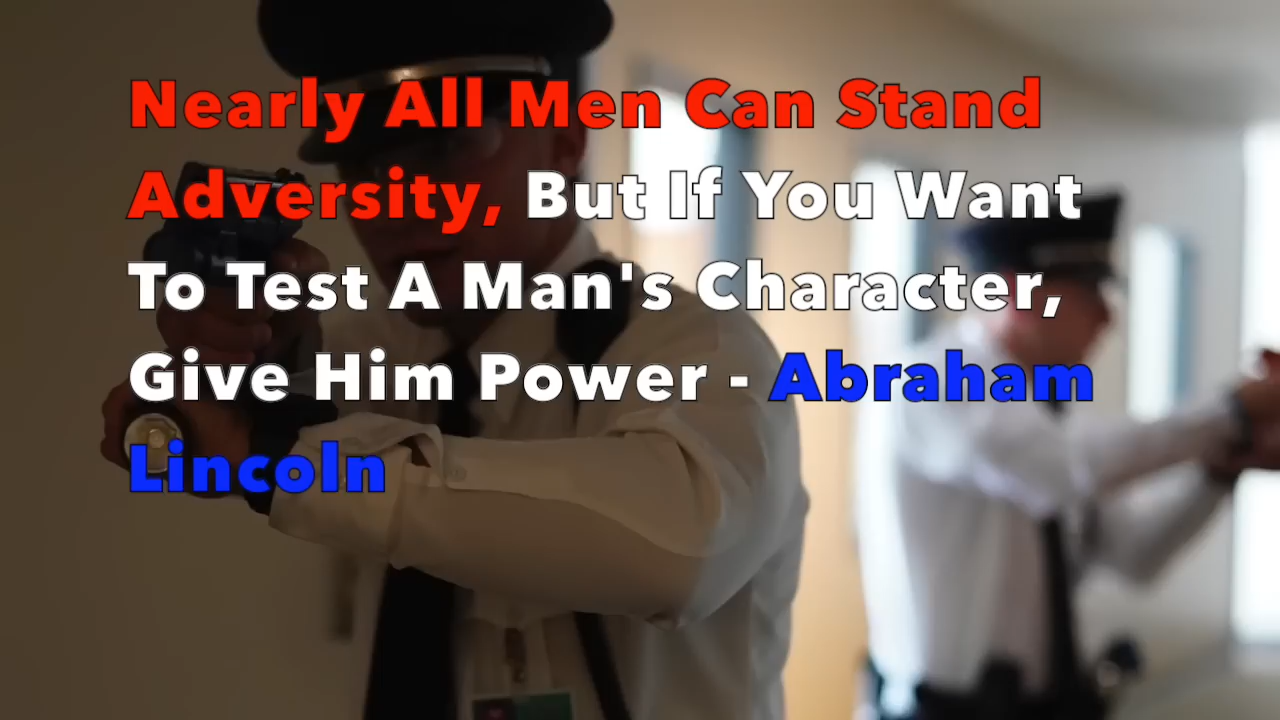 Nearly All Men Can Stand
Adversity, But If You Want
To Test A Man's Character,
Give Him Power - Abraham
Lincoln